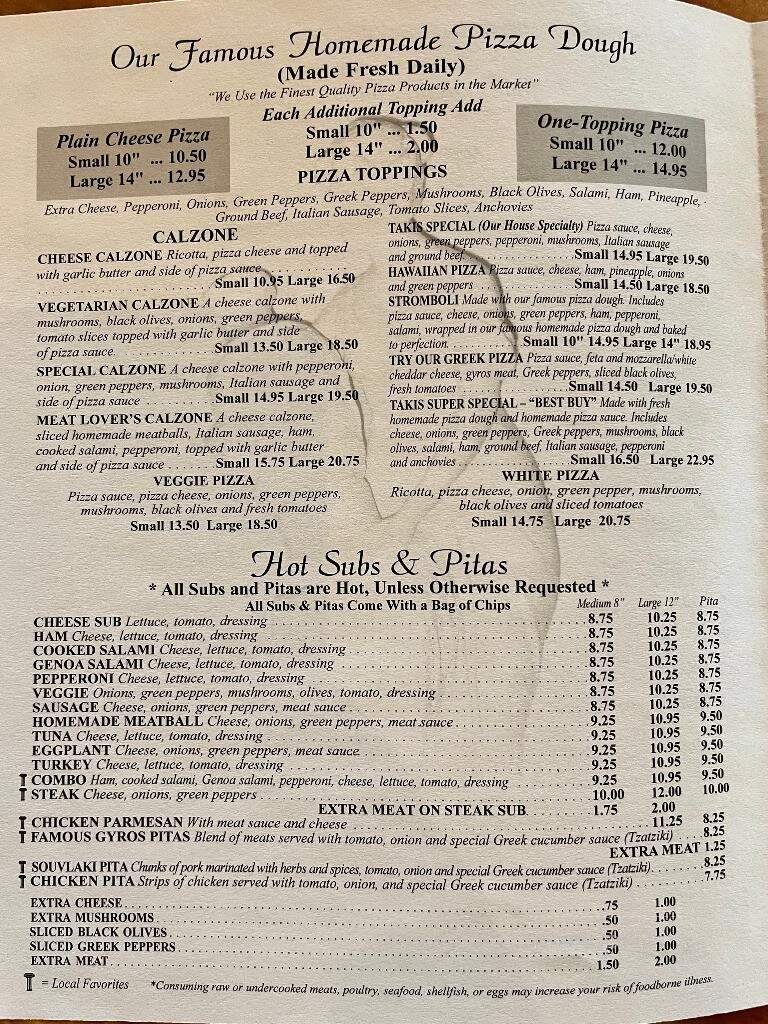 Our Famous Homemade Pizza Dough
(Made Fresh Daily)
"We Use the Finest Quality Pizza Products in the Market"
Plain Cheese Pizza
Small 10" ... 10.50
Large 14" ... 12.95
Each Additional Topping Add
Small 10" ... 1.50
Large 14" ... 2.00
One-Topping Pizza
Small 10" ... 12.00
Large 14" ... 14.95
PIZZA TOPPINGS
Extra Cheese, Pepperoni, Onions, Green Peppers, Greek Peppers, Mushrooms, Black Olives, Salami, Ham, Pineapple,
Ground Beef, Italian Sausage, Tomato Slices, Anchovies
CALZONE
CHEESE CALZONE Ricotta, pizza cheese and topped
with garlic butter and side of pizza sauce
Small 10.95 Large 16.50
VEGETARIAN CALZONE A cheese calzone with
mushrooms, black olives, onions, green peppers,
tomato slices topped with garlic butter and side
of pizza sauce. Small 13.50 Large 18.50
SPECIAL CALZONE A cheese calzone with pepperoni,
onion, green peppers, mushrooms, Italian sausage and
side of pizza sauce Small 14.95 Large 19.50
MEAT LOVER'S CALZONE A cheese calzone,
sliced homemade meatballs, Italian sausage, ham,
cooked salami, pepperoni, topped with garlic butter
and side of pizza sauce Small 15.75 Large 20.75
VEGGIE PIZZA
Pizza sauce, pizza cheese, onions, green peppers,
mushrooms, black olives and fresh tomatoes
Small 13.50 Large 18.50
TAKIS SPECIAL (Our House Specialty) Pizza sauce, cheese,
onions, green peppers, pepperoni, mushrooms, Italian sausage
and ground beef. Small 14.95 Large 19.50
HAWAIIAN PIZZA Pizza sauce, cheese, ham, pineapple, onions
and green peppers Small 14.50 Large 18.50
STROMBOLI Made with our famous pizza dough. Includes
pizza sauce, cheese, onions, green peppers, ham, pepperoni,
salami, wrapped in our famous homemade pizza dough and baked
to perfection. Small 10" 14.95 Large 14" 18.95
TRY OUR GREEK PIZZA Pizza sauce, feta and mozzarella/white
cheddar cheese, gyros meat, Greek peppers, sliced black olives,
fresh tomatoes Small 14.50 Large 19.50
TAKIS SUPER SPECIAL – "BEST BUY" Made with fresh
homemade pizza dough and homemade pizza sauce. Includes
cheese, onions, green peppers, Greek peppers, mushrooms, black
olives, salami, ham, ground beef, Italian sausage, pepperoni
and anchovies Small 16.50 Large 22.95
WHITE PIZZA
Ricotta, pizza cheese, onion, green pepper, mushrooms,
black olives and sliced tomatoes
Small 14.75 Large 20.75
Hot Subs & Pitas
* All Subs and Pitas are Hot, Unless Otherwise Requested *
All Subs & Pitas Come With a Bag of Chips Medium 8" Large 12" Pita
CHEESE SUB Lettuce, tomato, dressing 8.75 10.25 8.75
HAM Cheese, lettuce, tomato, dressing 8.75 10.25 8.75
COOKED SALAMI Cheese, lettuce, tomato, dressing 8.75 10.25 8.75
GENOA SALAMI Cheese, lettuce, tomato, dressing 8.75 10.25 8.75
PEPPERONI Cheese, lettuce, tomato, dressing 8.75 10.25 8.75
VEGGIE Onions, green peppers, mushrooms, olives, tomato, dressing 8.75 10.25 8.75
SAUSAGE Cheese, onions, green peppers, meat sauce 8.75 10.25 8.75
HOMEMADE MEATBALL Cheese, onions, green peppers, meat sauce 9.25 10.95 9.50
TUNA Cheese, lettuce, tomato, dressing 9.25 10.95 9.50
EGGPLANT Cheese, onions, green peppers, meat sauce 9.25 10.95 9.50
TURKEY Cheese, lettuce, tomato, dressing 9.25 10.95 9.50
COMBO Ham, cooked salami, Genoa salami, pepperoni, cheese, lettuce, tomato, dressing 9.25 10.95 9.50
STEAK Cheese, onions, green peppers 10.00 12.00 10.00
EXTRA MEAT ON STEAK SUB 1.75 2.00
CHICKEN PARMESAN With meat sauce and cheese 11.25 8.25
FAMOUS GYROS PITAS Blend of meats served with tomato, onion and special Greek cucumber sauce (Tzatziki) 8.25
EXTRA MEAT 1.25
SOUVLAKI PITA Chunks of pork marinated with herbs and spices, tomato, onion and special Greek cucumber sauce (Tzatziki) 8.25
CHICKEN PITA Strips of chicken served with tomato, onion, and special Greek cucumber sauce (Tzatziki) 7.75
EXTRA CHEESE .75 1.00
EXTRA MUSHROOMS .50 1.00
SLICED BLACK OLIVES .50 1.00
SLICED GREEK PEPPERS .50 1.00
EXTRA MEAT 1.50 2.00
= Local Favorites *Consuming raw or undercooked meats, poultry, seafood, shellfish, or eggs may increase your risk of foodborne illness.